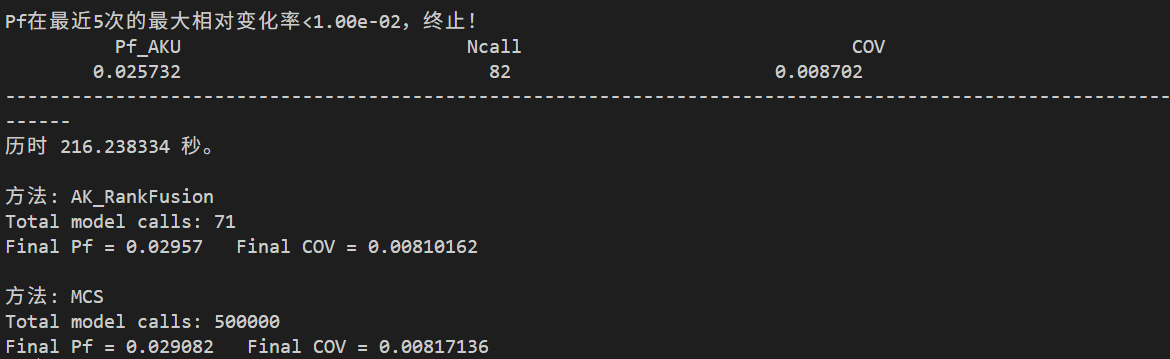 Pf在最近5次的最大相对变化率<1.00e-02，终止！
Pf_AKU Ncall COV
0.025732 82 0.008702
----------------------------------------------------------------------------------------------------------
------
历时 216.238334 秒。
方法: AK_RankFusion
Total model calls: 71
Final Pf = 0.02957 Final COV = 0.00810162
方法: MCS
Total model calls: 500000
Final Pf = 0.029082 Final COV = 0.00817136